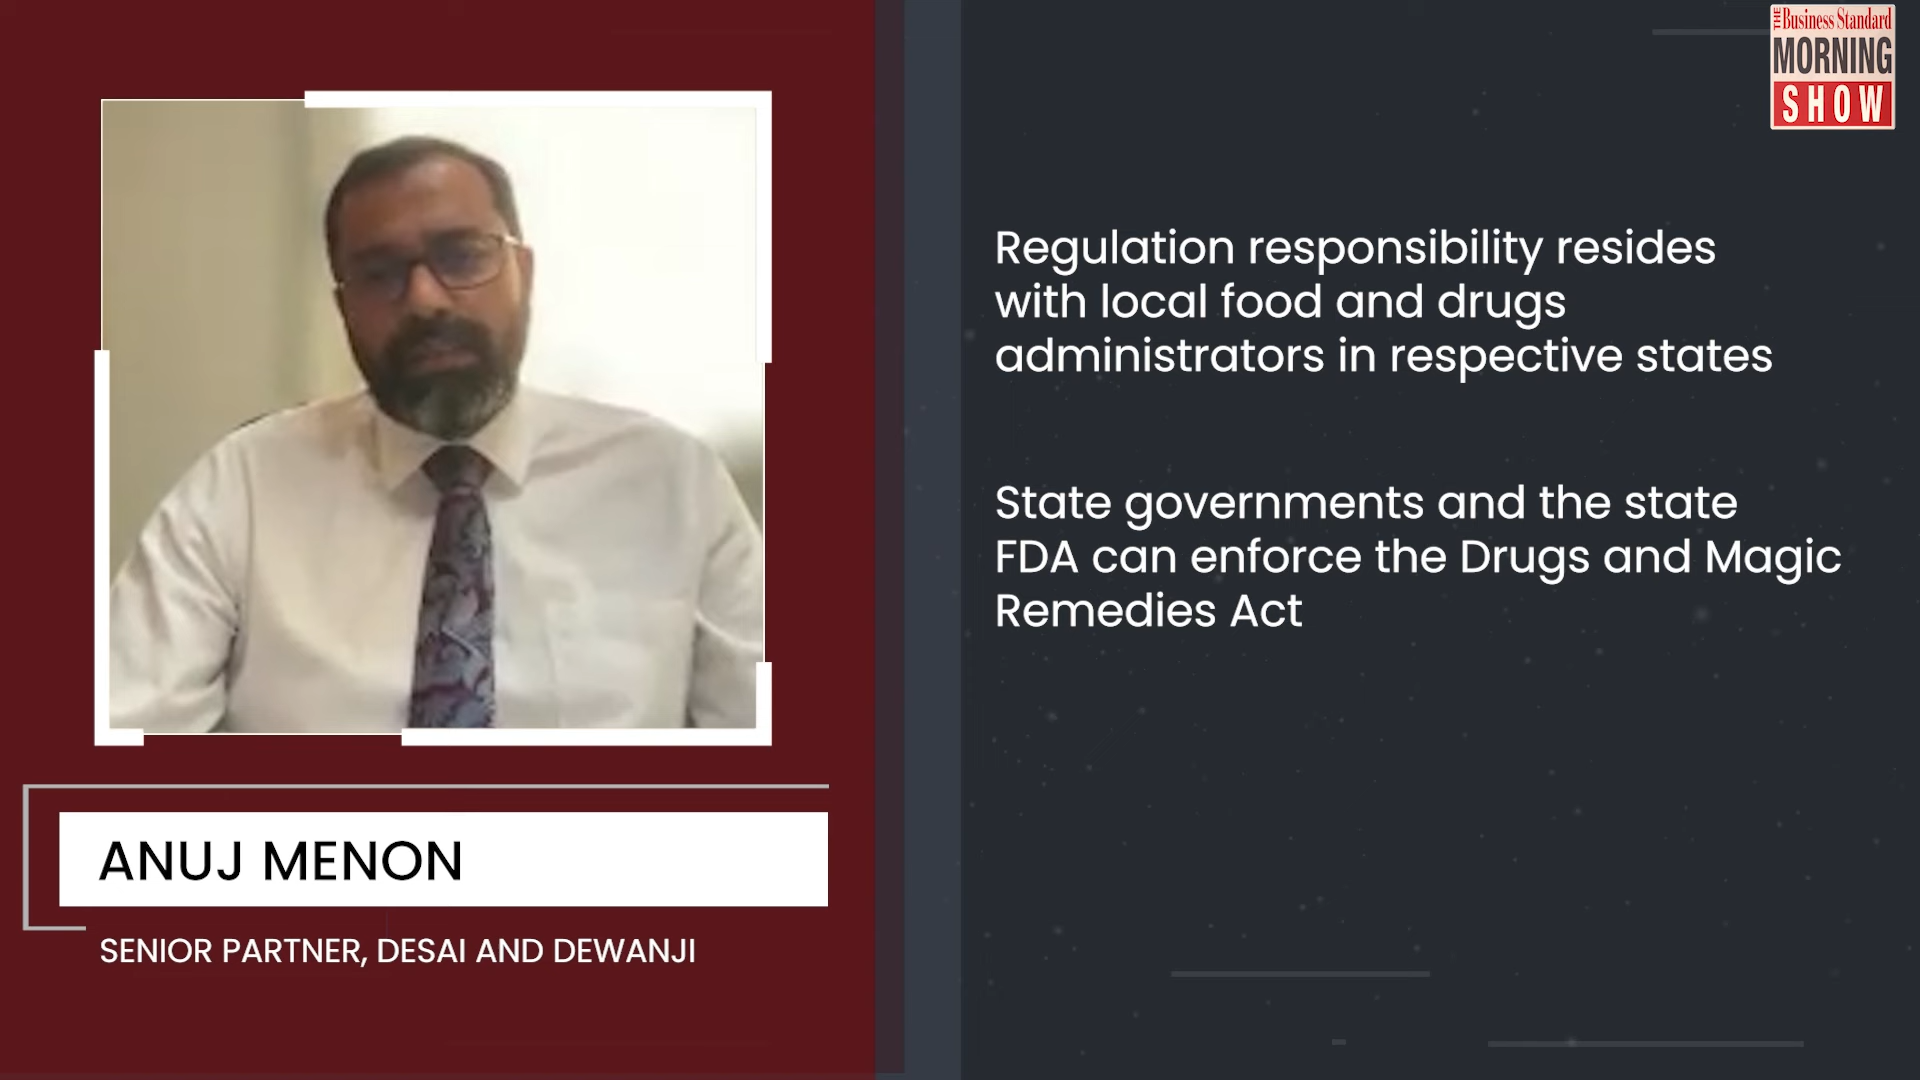 THE Business Standard
MORNING
SHOW
Regulation responsibility resides
with local food and drugs
administrators in respective states
State governments and the state
FDA can enforce the Drugs and Magic
Remedies Act
ANUJ MENON
SENIOR PARTNER, DESAI AND DEWANJI